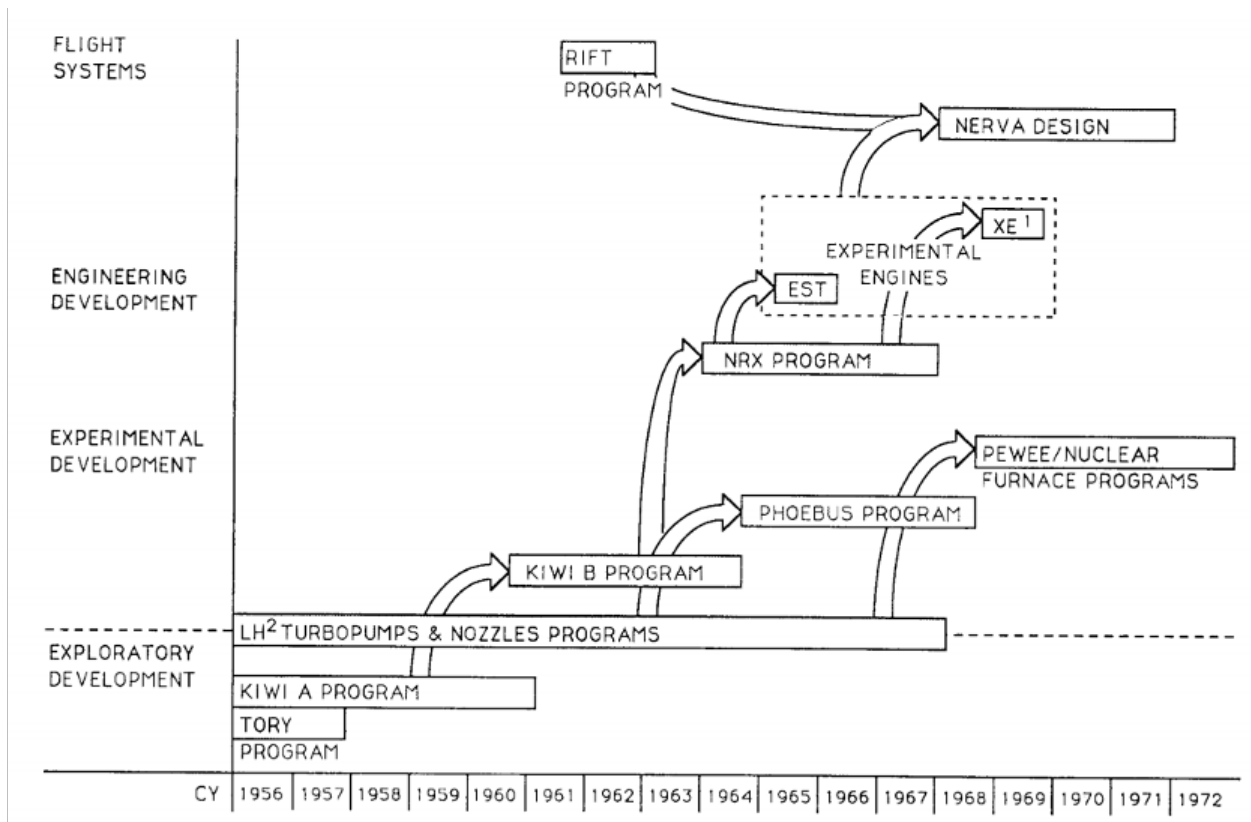 FLIGHT
SYSTEMS
RIFT
PROGRAM
NERVA DESIGN
XE 1
EXPERIMENTAL
ENGINES
ENGINEERING
DEVELOPMENT
EST
NRX PROGRAM
EXPERIMENTAL
DEVELOPMENT
PEWEE/NUCLEAR
FURNACE PROGRAMS
PHOEBUS PROGRAM
KIWI B PROGRAM
LH2 TURBOPUMPS & NOZZLES PROGRAMS
EXPLORATORY
DEVELOPMENT
KIWI A PROGRAM
TORY
PROGRAM
CY 1956 1957 1958 1959 1960 1961 1962 1963 1964 1965 1966 1967 1968 1969 1970 1971 1972